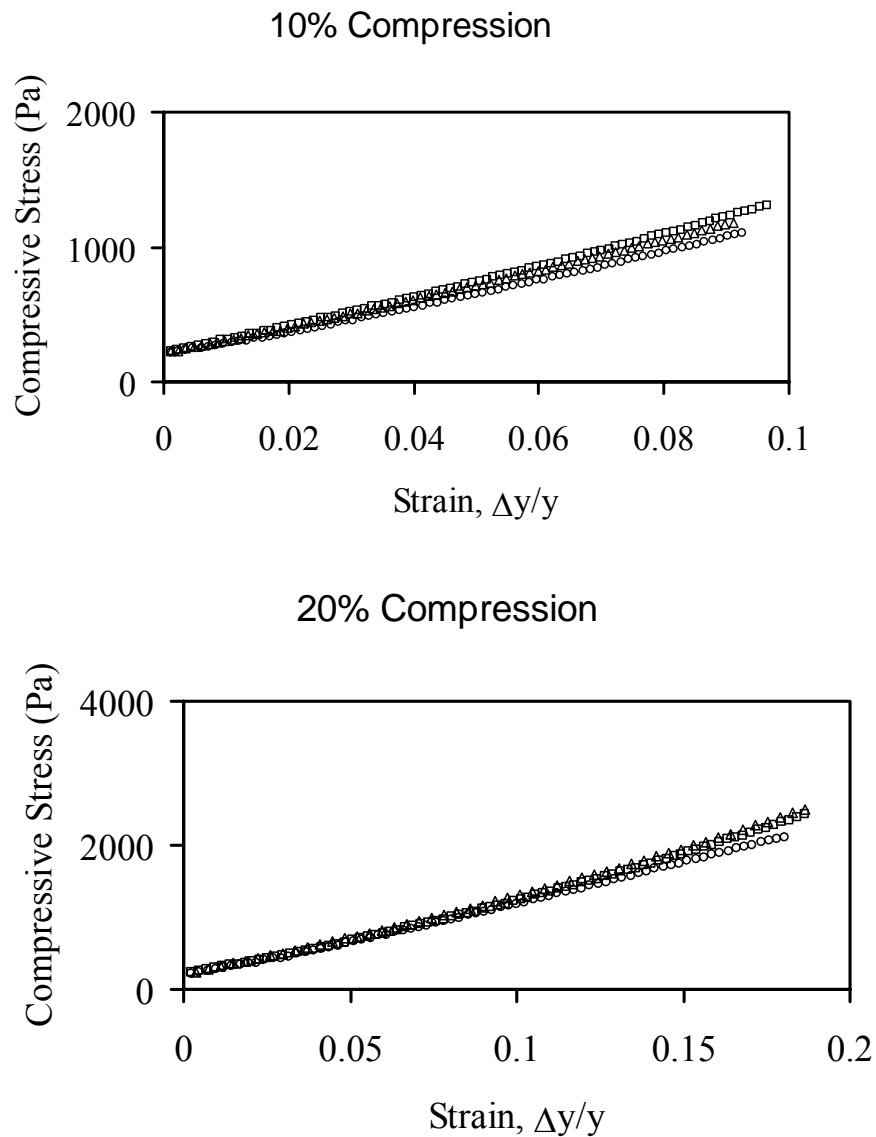 10% Compression
Compressive Stress (Pa)
2000
1000
0
0 0.02 0.04 0.06 0.08 0.1
Strain, Δy/y
20% Compression
Compressive Stress (Pa)
4000
2000
0
0 0.05 0.1 0.15 0.2
Strain, Δy/y